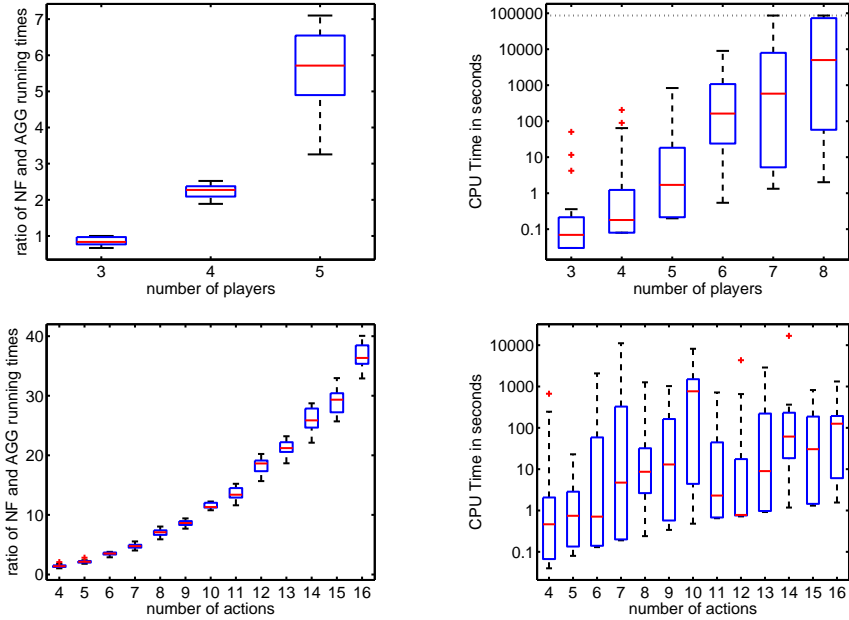 7
6
5
4
3
2
1
3 4 5
number of players
ratio of NF and AGG running times
100000
10000
1000
100
10
1
0.1
3 4 5 6 7 8
number of players
CPU Time in seconds
40
30
20
10
0
4 5 6 7 8 9 10 11 12 13 14 15 16
number of actions
ratio of NF and AGG running times
10000
1000
100
10
1
0.1
4 5 6 7 8 9 10 11 12 13 14 15 16
number of actions
CPU Time in seconds